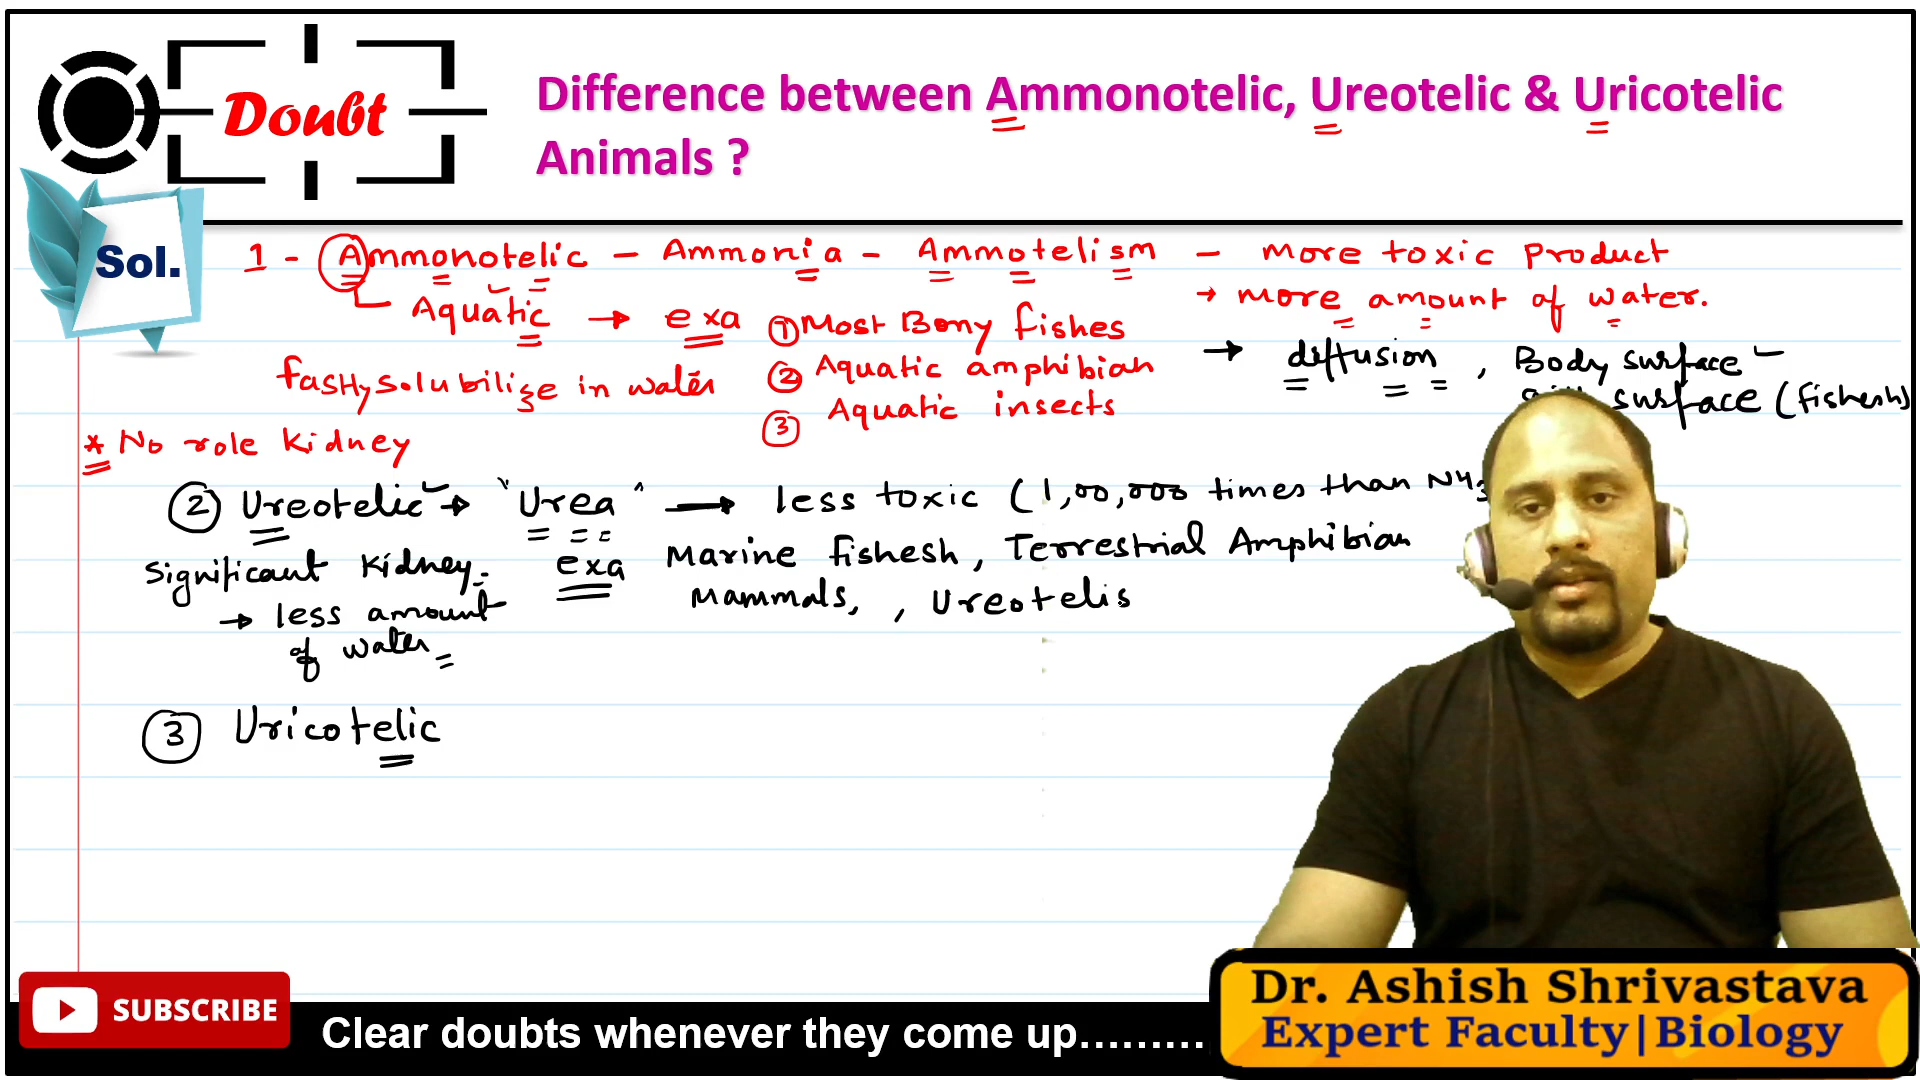 Doubt
Difference between Ammonotelic, Ureotelic & Uricotelic
Animals ?
Sol.
1 - Ammonotelic - Ammonia - Ammotelism - More toxic product
→ more amount of water.
Aquatic → exa ① Most Bony fishes
② Aquatic amphibian
③ Aquatic insects
fastly solubilize in water
→ diffusion, Body surface
surface (fishesh)
* No role kidney
② Ureotelic → "Urea" → less toxic (1,00,000 times than NH3
Significant Kidney
→ less amount
of water
exa Marine fishesh, Terrestrial Amphibian
Mammals, , Ureotelis
③ Uricotelic
SUBSCRIBE
Clear doubts whenever they come up.........
Dr. Ashish Shrivastava
Expert Faculty|Biology